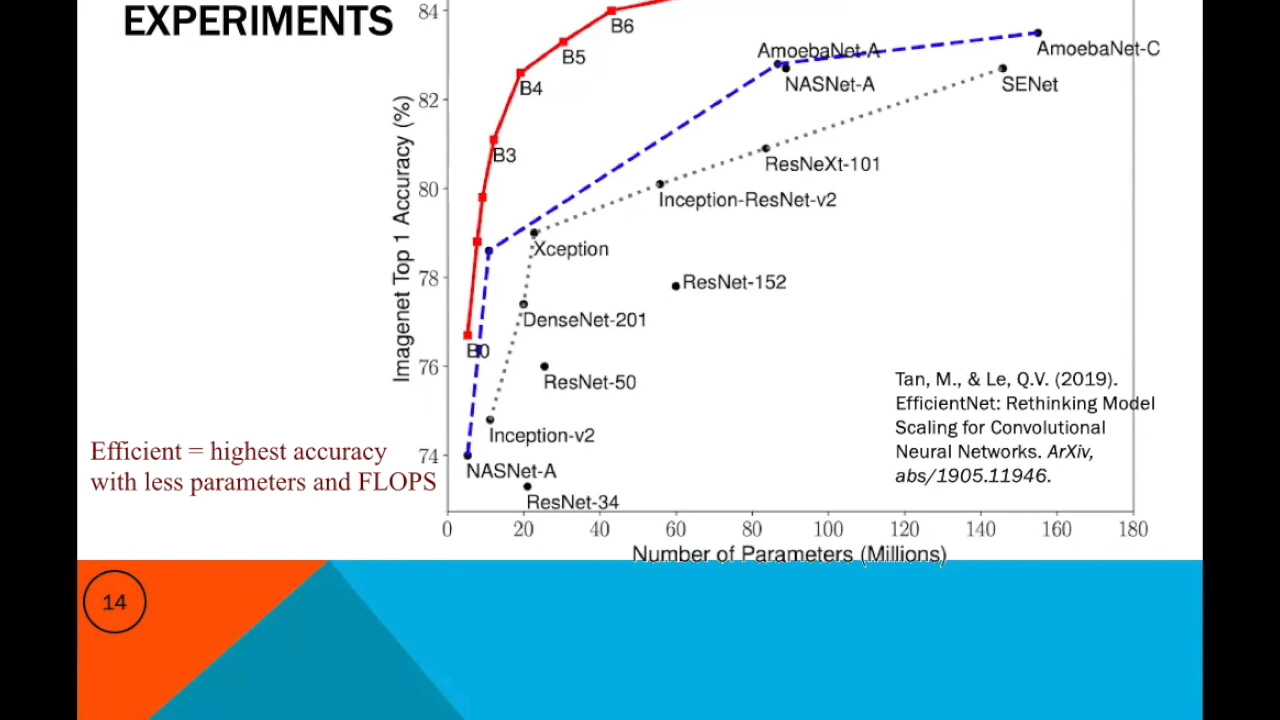 EXPERIMENTS
84
82
80
78
76
74
Imagenet Top 1 Accuracy (%)
B6
B5
B4
B3
B0
AmoebaNet-A
AmoebaNet-C
NASNet-A
SENet
ResNeXt-101
Inception-ResNet-v2
Xception
ResNet-152
DenseNet-201
ResNet-50
Inception-v2
NASNet-A
ResNet-34
Tan, M., & Le, Q.V. (2019).
EfficientNet: Rethinking Model
Scaling for Convolutional
Neural Networks. ArXiv,
abs/1905.11946.
Efficient = highest accuracy
with less parameters and FLOPS
0 20 40 60 80 100 120 140 160 180
Number of Parameters (Millions)
14